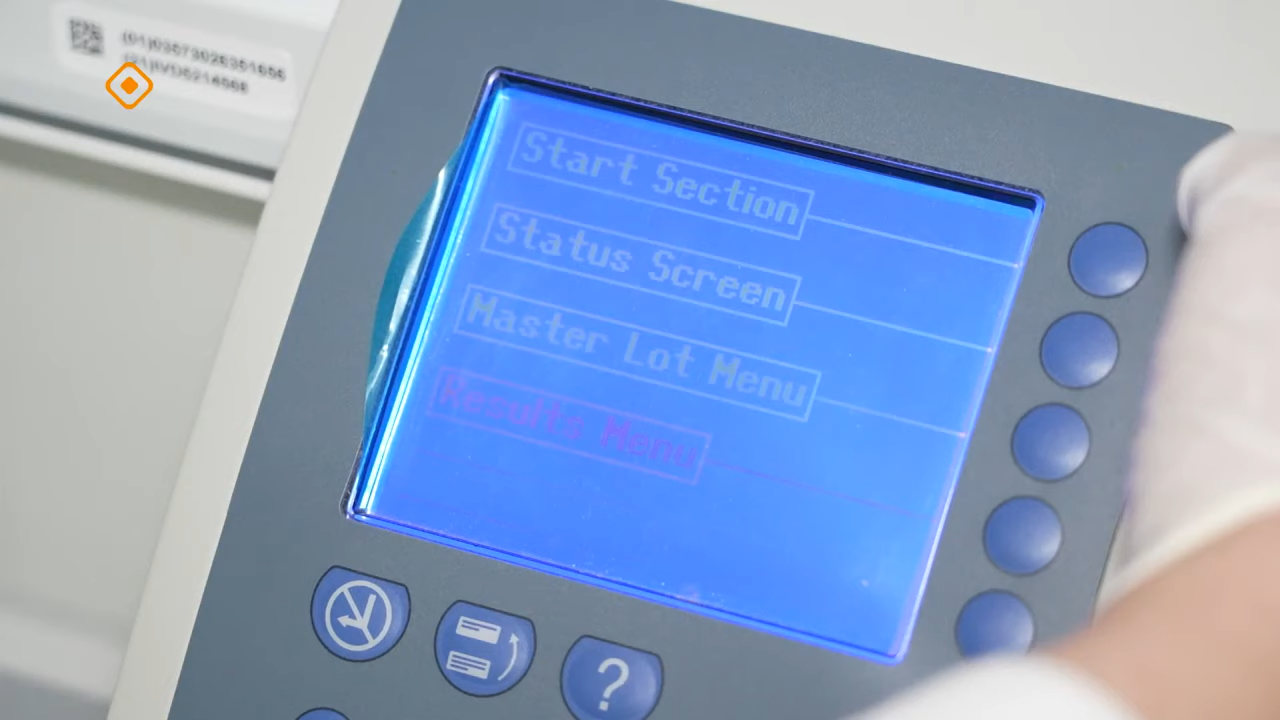 Start Section
Status Screen
Master Lot Menu
Results Menu
?